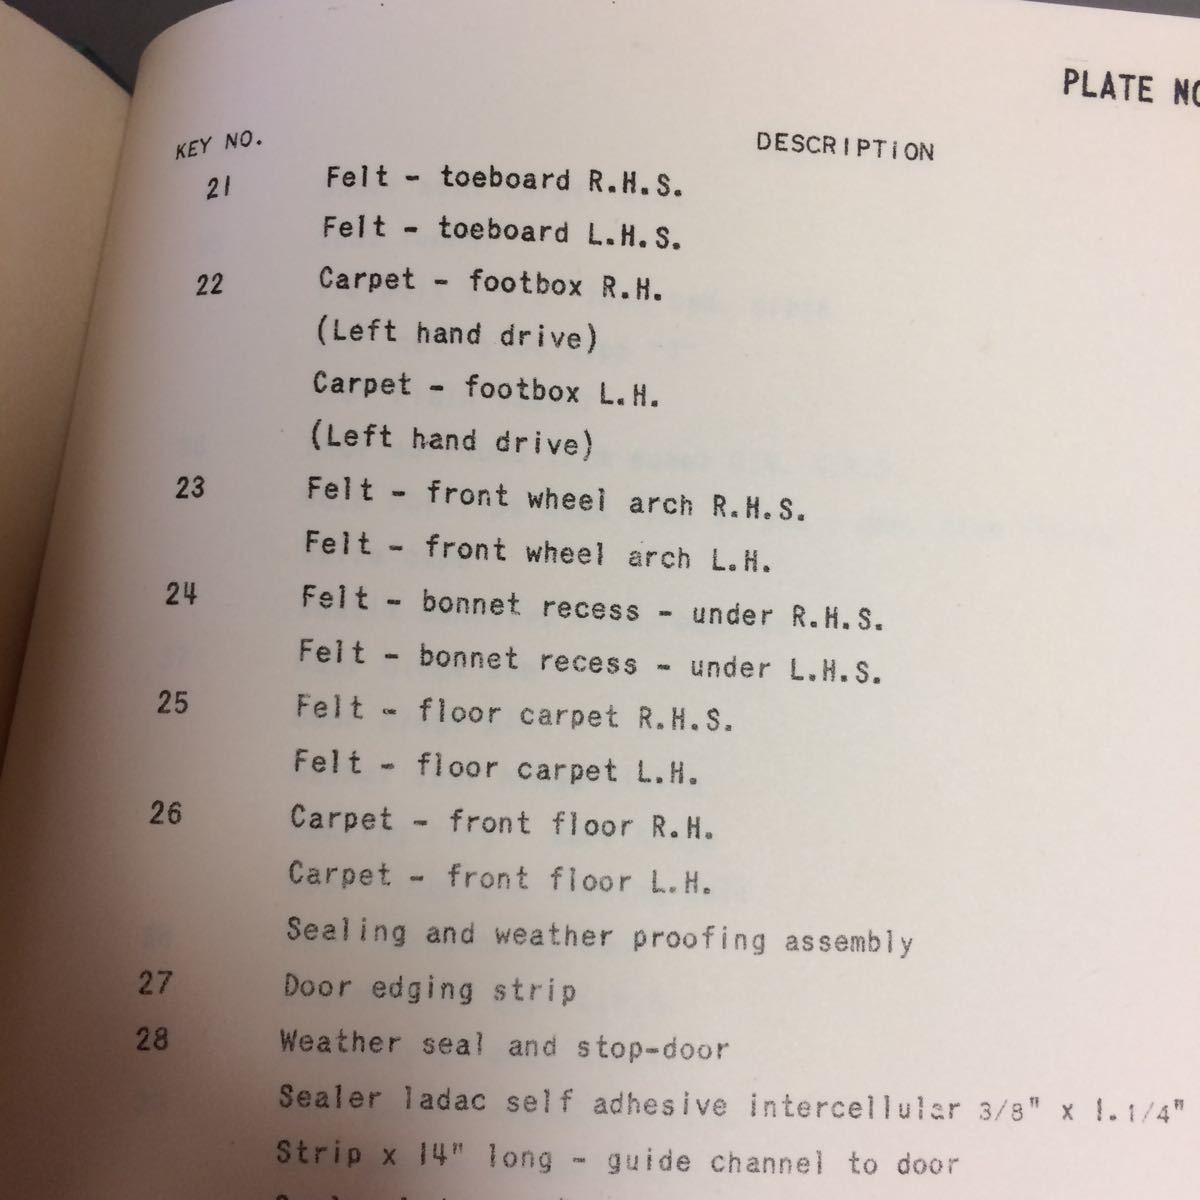 PLATE NO
KEY NO. DESCRIPTION
21 Felt - toeboard R.H.S.
Felt - toeboard L.H.S.
22 Carpet - footbox R.H.
(Left hand drive)
Carpet - footbox L.H.
(Left hand drive)
23 Felt - front wheel arch R.H.S.
Felt - front wheel arch L.H.
24 Felt - bonnet recess - under R.H.S.
Felt - bonnet recess - under L.H.S.
25 Felt - floor carpet R.H.S.
Felt - floor carpet L.H.
26 Carpet - front floor R.H.
Carpet - front floor L.H.
Sealing and weather proofing assembly
27 Door edging strip
28 Weather seal and stop-door
Sealer ladac self adhesive intercellular 3/8" x 1.1/4"
Strip x 14" long - guide channel to door